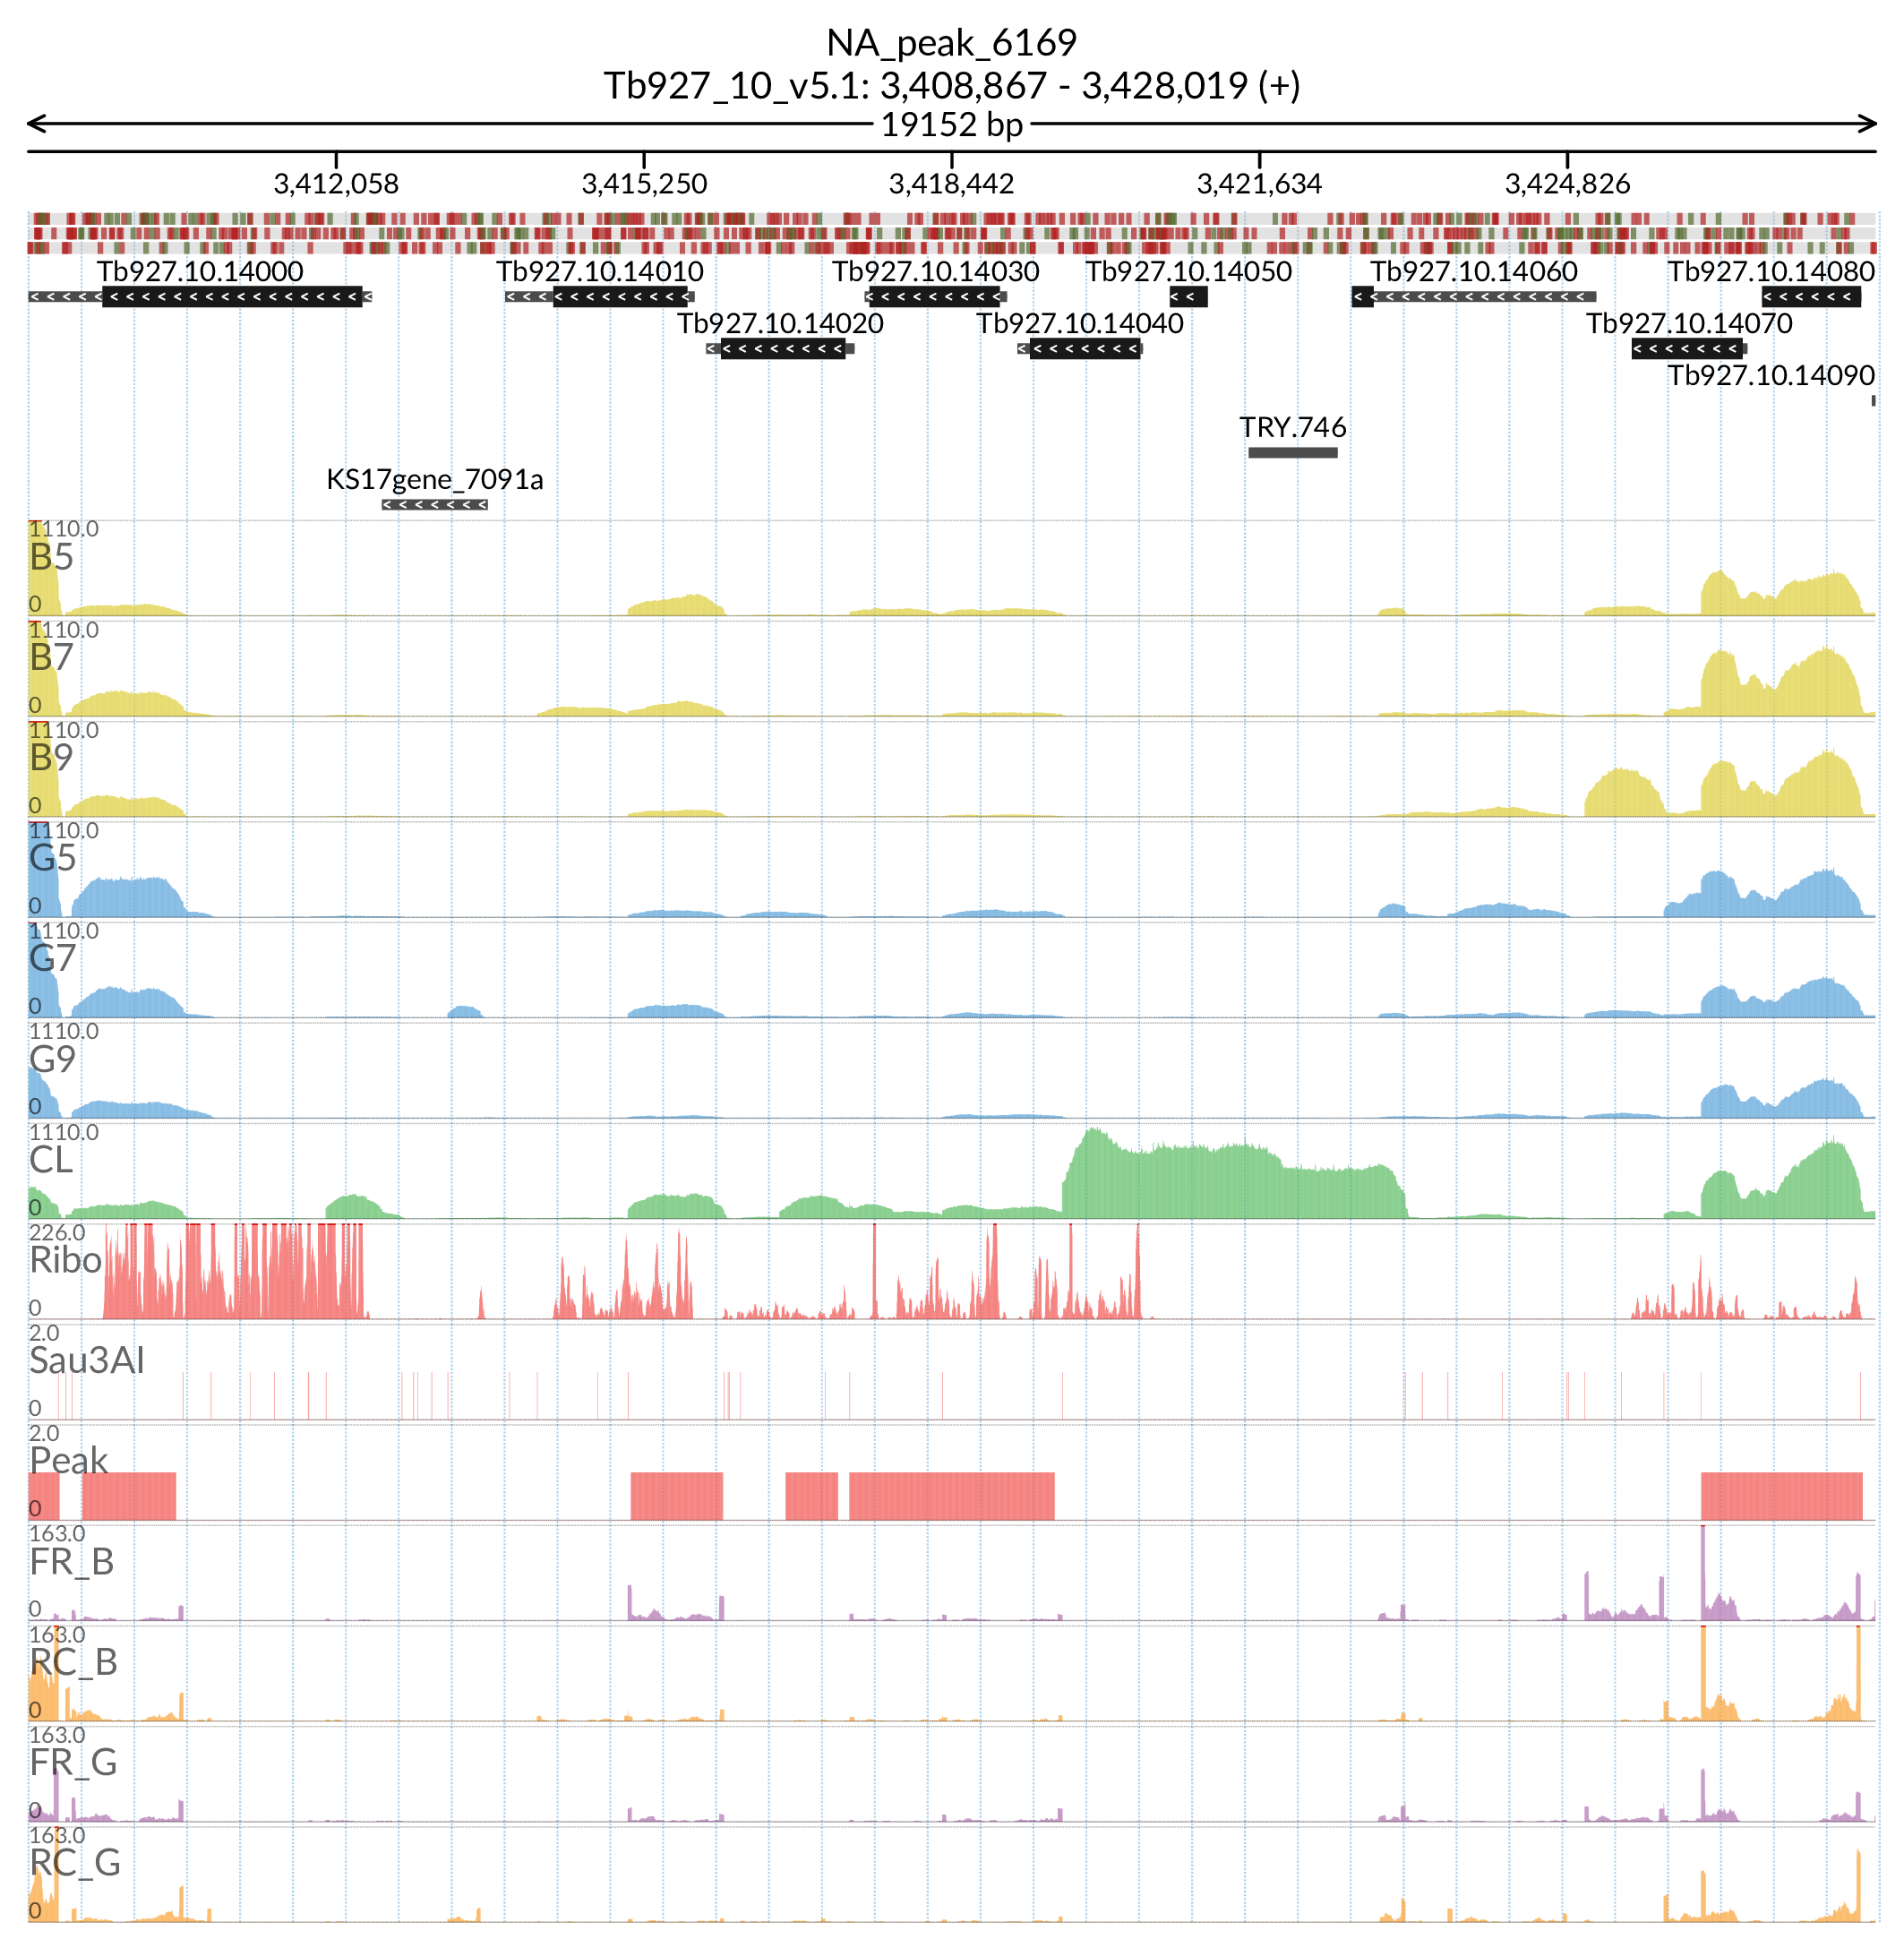 NA_peak_6169
Tb927_10_v5.1: 3,408,867 - 3,428,019 (+)
19152 bp
3,412,058 3,415,250 3,418,442 3,421,634 3,424,826
Tb927.10.14000 Tb927.10.14010 Tb927.10.14030 Tb927.10.14050 Tb927.10.14060 Tb927.10.14080
Tb927.10.14020 Tb927.10.14040 Tb927.10.14070
Tb927.10.14090
TRY.746
KS17gene_7091a
1110.0
B5
0
1110.0
B7
0
1110.0
B9
0
1110.0
G5
0
1110.0
G7
0
1110.0
G9
0
1110.0
CL
0
226.0
Ribo
0
2.0
Sau3AI
0
2.0
Peak
0
163.0
FR_B
0
163.0
RC_B
0
163.0
FR_G
0
163.0
RC_G
0